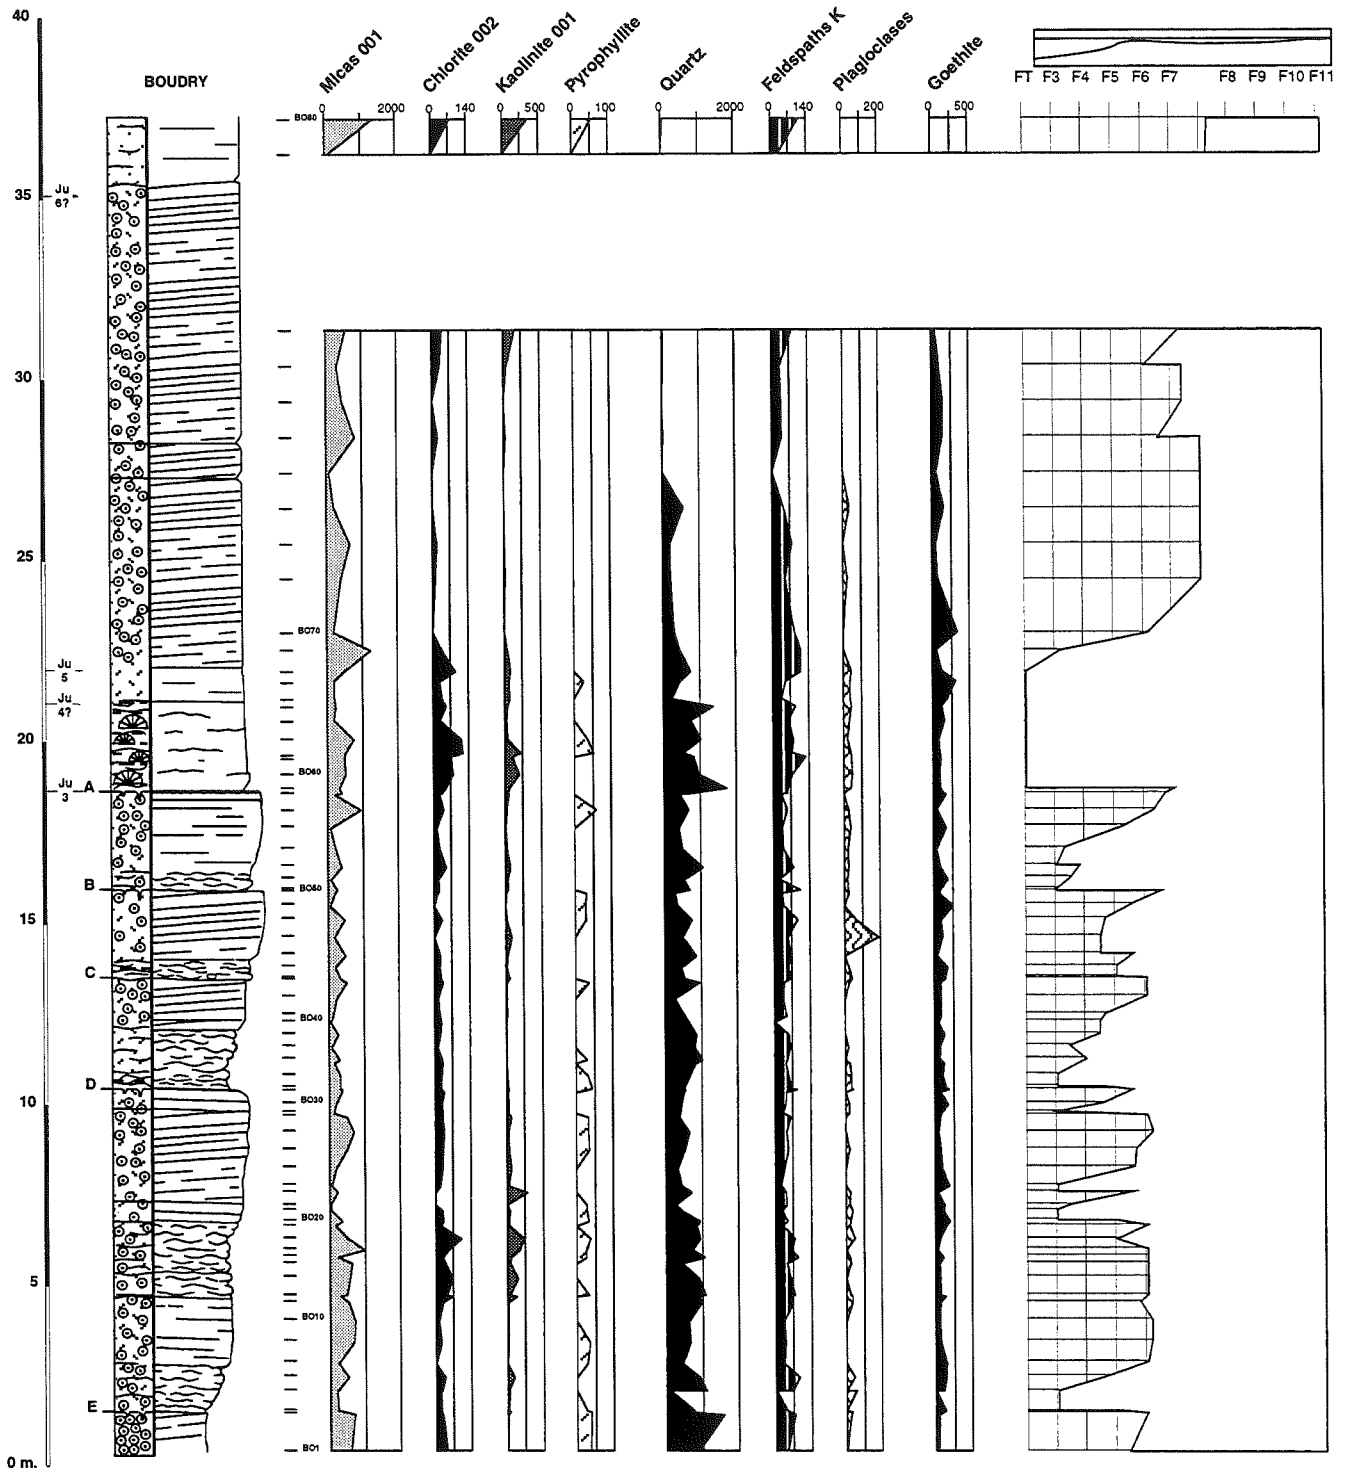 40
BOUDRY
Micas 001
Chlorite 002
Kaolinite 001
Pyrophyllite
Quartz
Feldspaths K
Plagioclases
Goethite
FT F3 F4 F5 F6 F7 F8 F9 F10 F11
0 2000 0 140 0 500 0 100 0 2000 0 140 0 200 0 500
BO80
35
Ju
6?
30
25
BO70
Ju
5
Ju
4?
20
BO60
Ju
3
A
B
BO50
15
C
BO40
D
BO30
10
BO20
5
BO10
E
BO1
0 m.